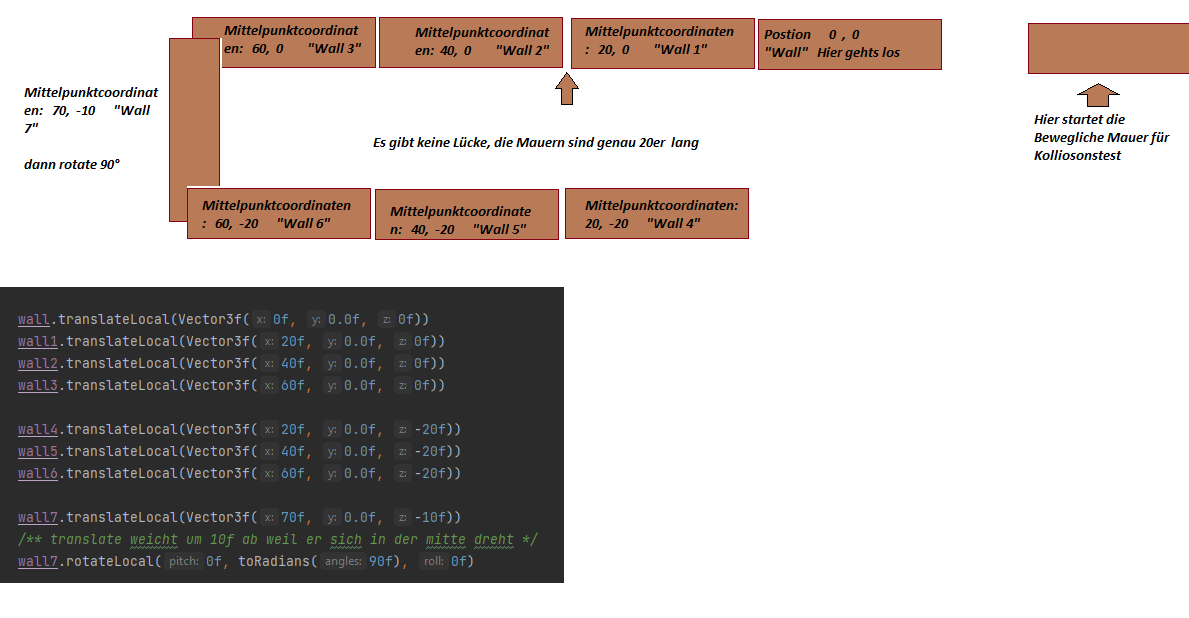 Mittelpunktcoordinat
en: 60, 0 "Wall 3"
Mittelpunktcoordinat
en: 40, 0 "Wall 2"
Mittelpunktcoordinaten
: 20, 0 "Wall 1"
Postion 0 , 0
"Wall" Hier gehts los
Mittelpunktcoordinat
en: 70, -10 "Wall
7"
dann rotate 90°
Hier startet die
Bewegliche Mauer für
Kolliosonstest
Es gibt keine Lücke, die Mauern sind genau 20er lang
Mittelpunktcoordinaten
: 60, -20 "Wall 6"
Mittelpunktcoordinate
n: 40, -20 "Wall 5"
Mittelpunktcoordinaten:
20, -20 "Wall 4"
wall.translateLocal(Vector3f( x: 0f, y: 0.0f, z: 0f))
wall1.translateLocal(Vector3f( x: 20f, y: 0.0f, z: 0f))
wall2.translateLocal(Vector3f( x: 40f, y: 0.0f, z: 0f))
wall3.translateLocal(Vector3f( x: 60f, y: 0.0f, z: 0f))
wall4.translateLocal(Vector3f( x: 20f, y: 0.0f, z: -20f))
wall5.translateLocal(Vector3f( x: 40f, y: 0.0f, z: -20f))
wall6.translateLocal(Vector3f( x: 60f, y: 0.0f, z: -20f))
wall7.translateLocal(Vector3f( x: 70f, y: 0.0f, z: -10f))
/** translate weicht um 10f ab weil er sich in der mitte dreht */
wall7.rotateLocal( pitch: 0f, toRadians( angles: 90f), roll: 0f)